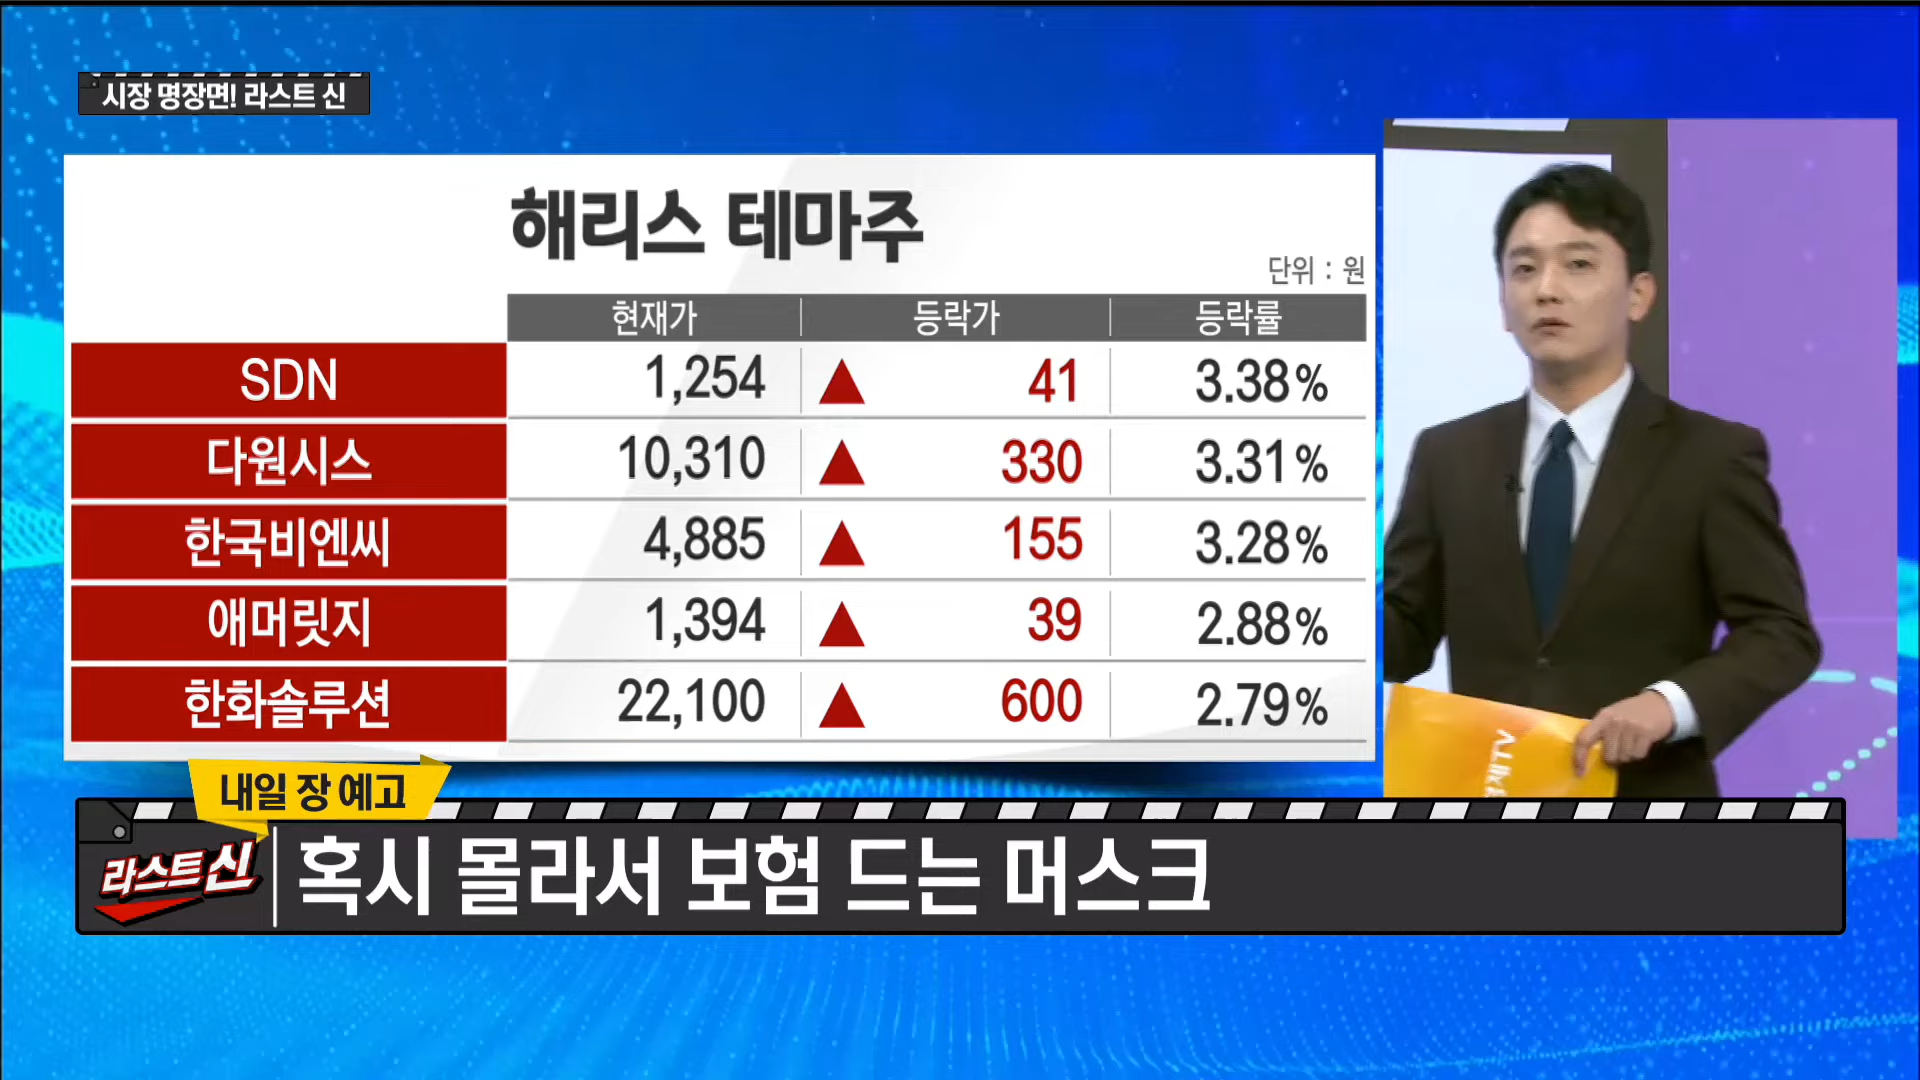 시장 명장면! 라스트 신
해리스 테마주
단위 : 원
현재가 등락가 등락률
SDN 1,254 ▲ 41 3.38%
다원시스 10,310 ▲ 330 3.31%
한국비엔씨 4,885 ▲ 155 3.28%
애머릿지 1,394 ▲ 39 2.88%
한화솔루션 22,100 ▲ 600 2.79%
내일 장 예고
라스트신
혹시 몰라서 보험 드는 머스크